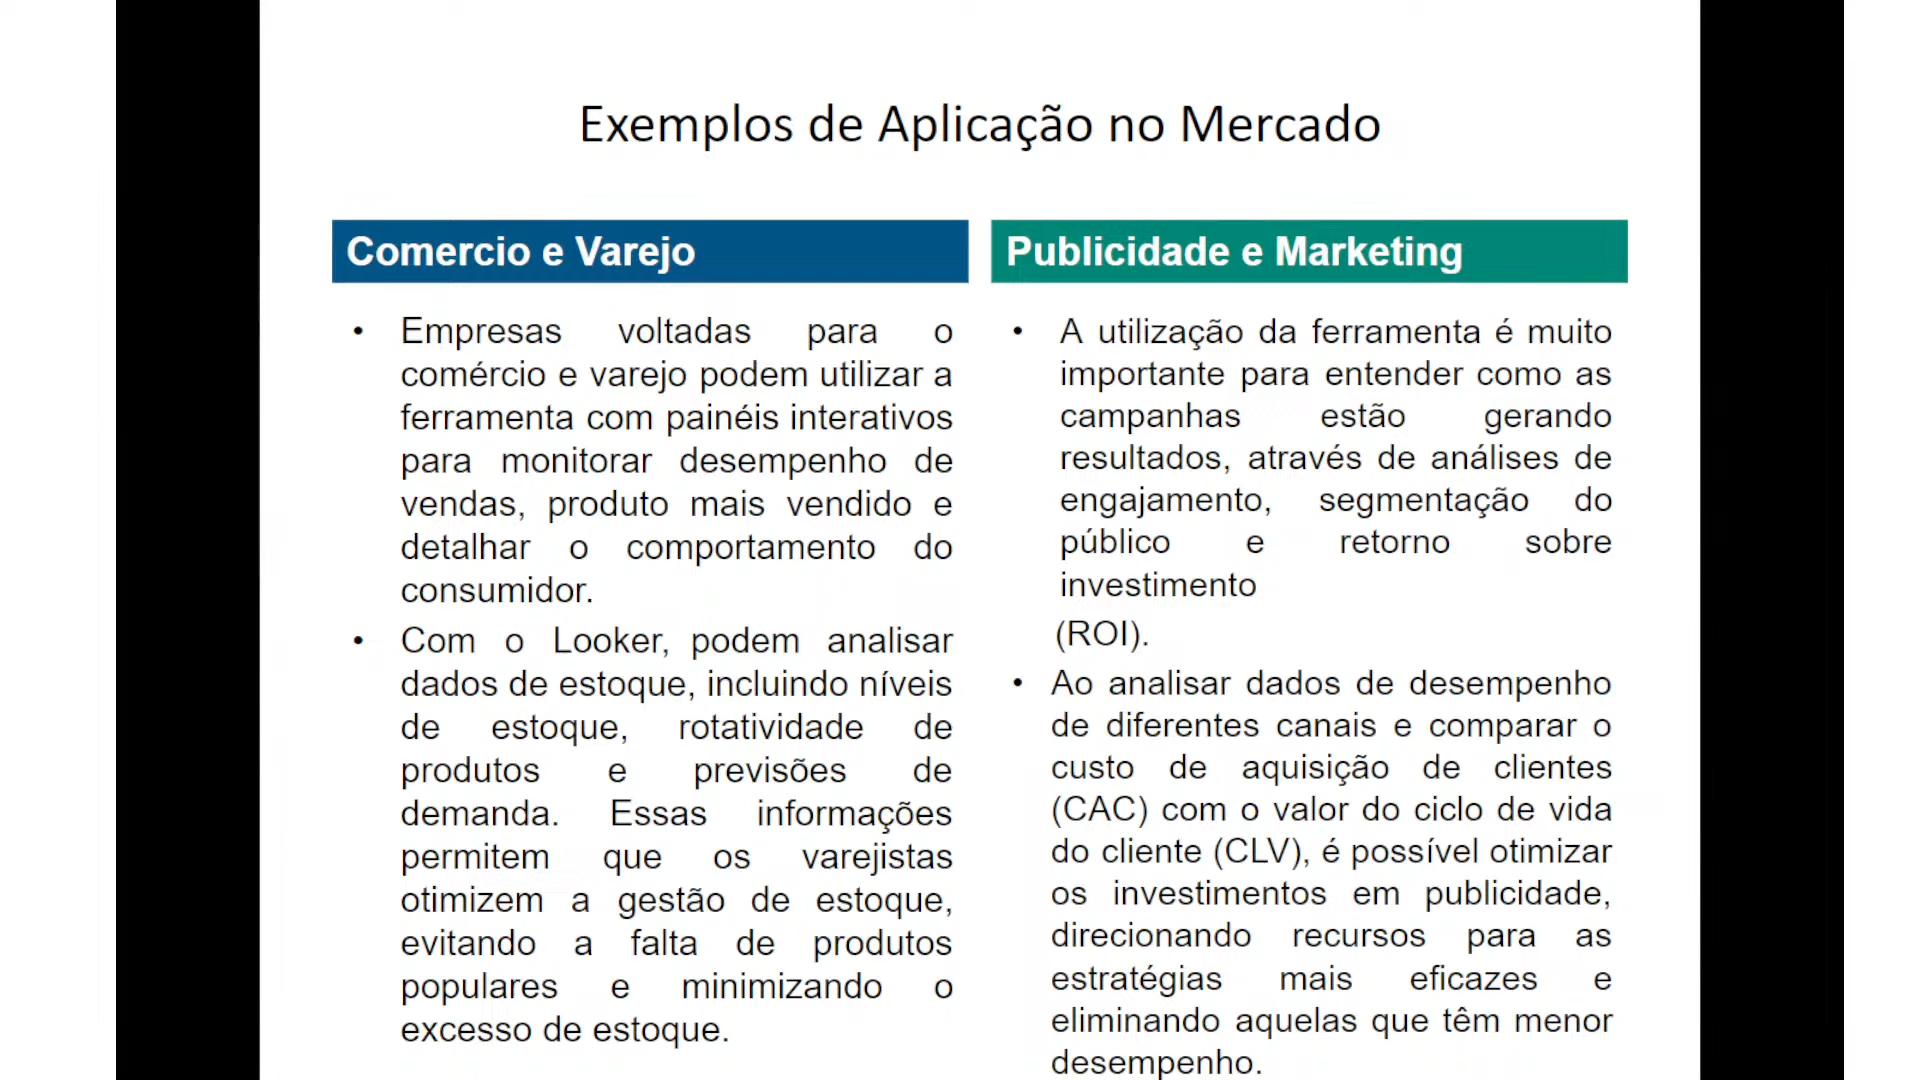 Exemplos de Aplicação no Mercado
Comercio e Varejo
• Empresas voltadas para o
comércio e varejo podem utilizar a
ferramenta com painéis interativos
para monitorar desempenho de
vendas, produto mais vendido e
detalhar o comportamento do
consumidor.
• Com o Looker, podem analisar
dados de estoque, incluindo níveis
de estoque, rotatividade de
produtos e previsões de
demanda. Essas informações
permitem que os varejistas
otimizem a gestão de estoque,
evitando a falta de produtos
populares e minimizando o
excesso de estoque.
Publicidade e Marketing
• A utilização da ferramenta é muito
importante para entender como as
campanhas estão gerando
resultados, através de análises de
engajamento, segmentação do
público e retorno sobre
investimento
(ROI).
• Ao analisar dados de desempenho
de diferentes canais e comparar o
custo de aquisição de clientes
(CAC) com o valor do ciclo de vida
do cliente (CLV), é possível otimizar
os investimentos em publicidade,
direcionando recursos para as
estratégias mais eficazes e
eliminando aquelas que têm menor
desempenho.